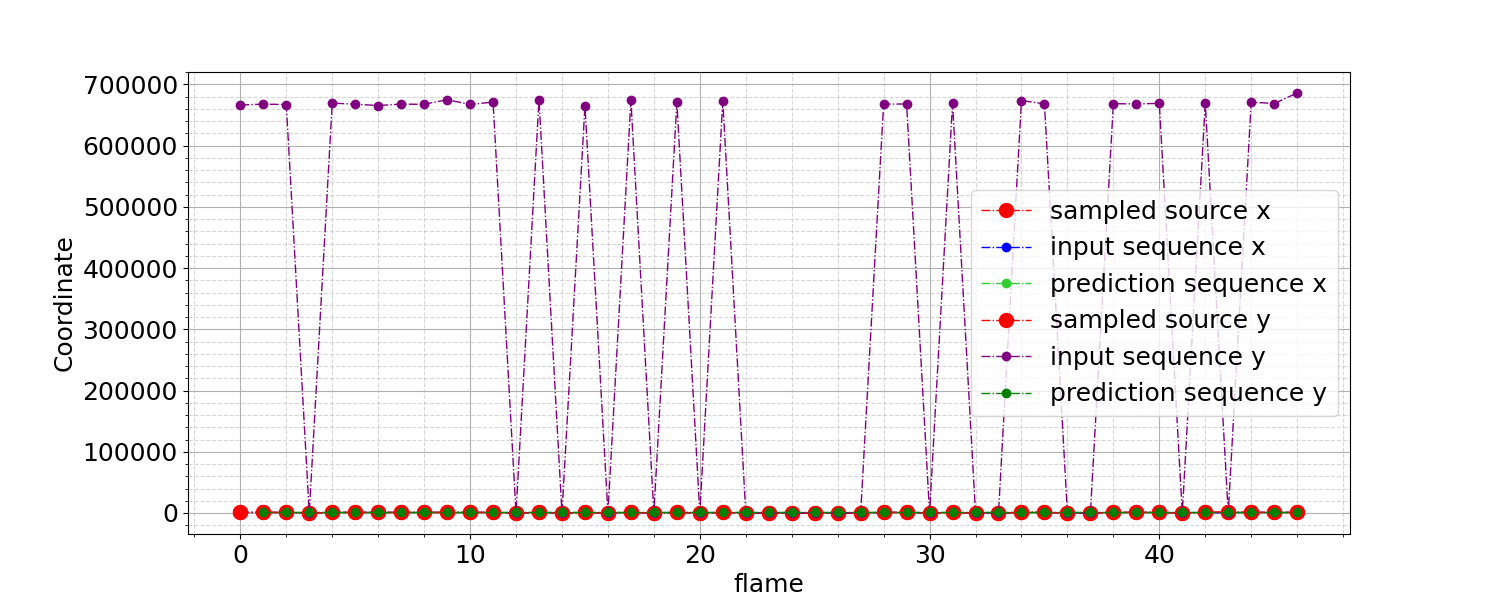 700000
600000
500000
400000
300000
200000
100000
0
Coordinate
sampled source x
input sequence x
prediction sequence x
sampled source y
input sequence y
prediction sequence y
0 10 20 30 40
flame